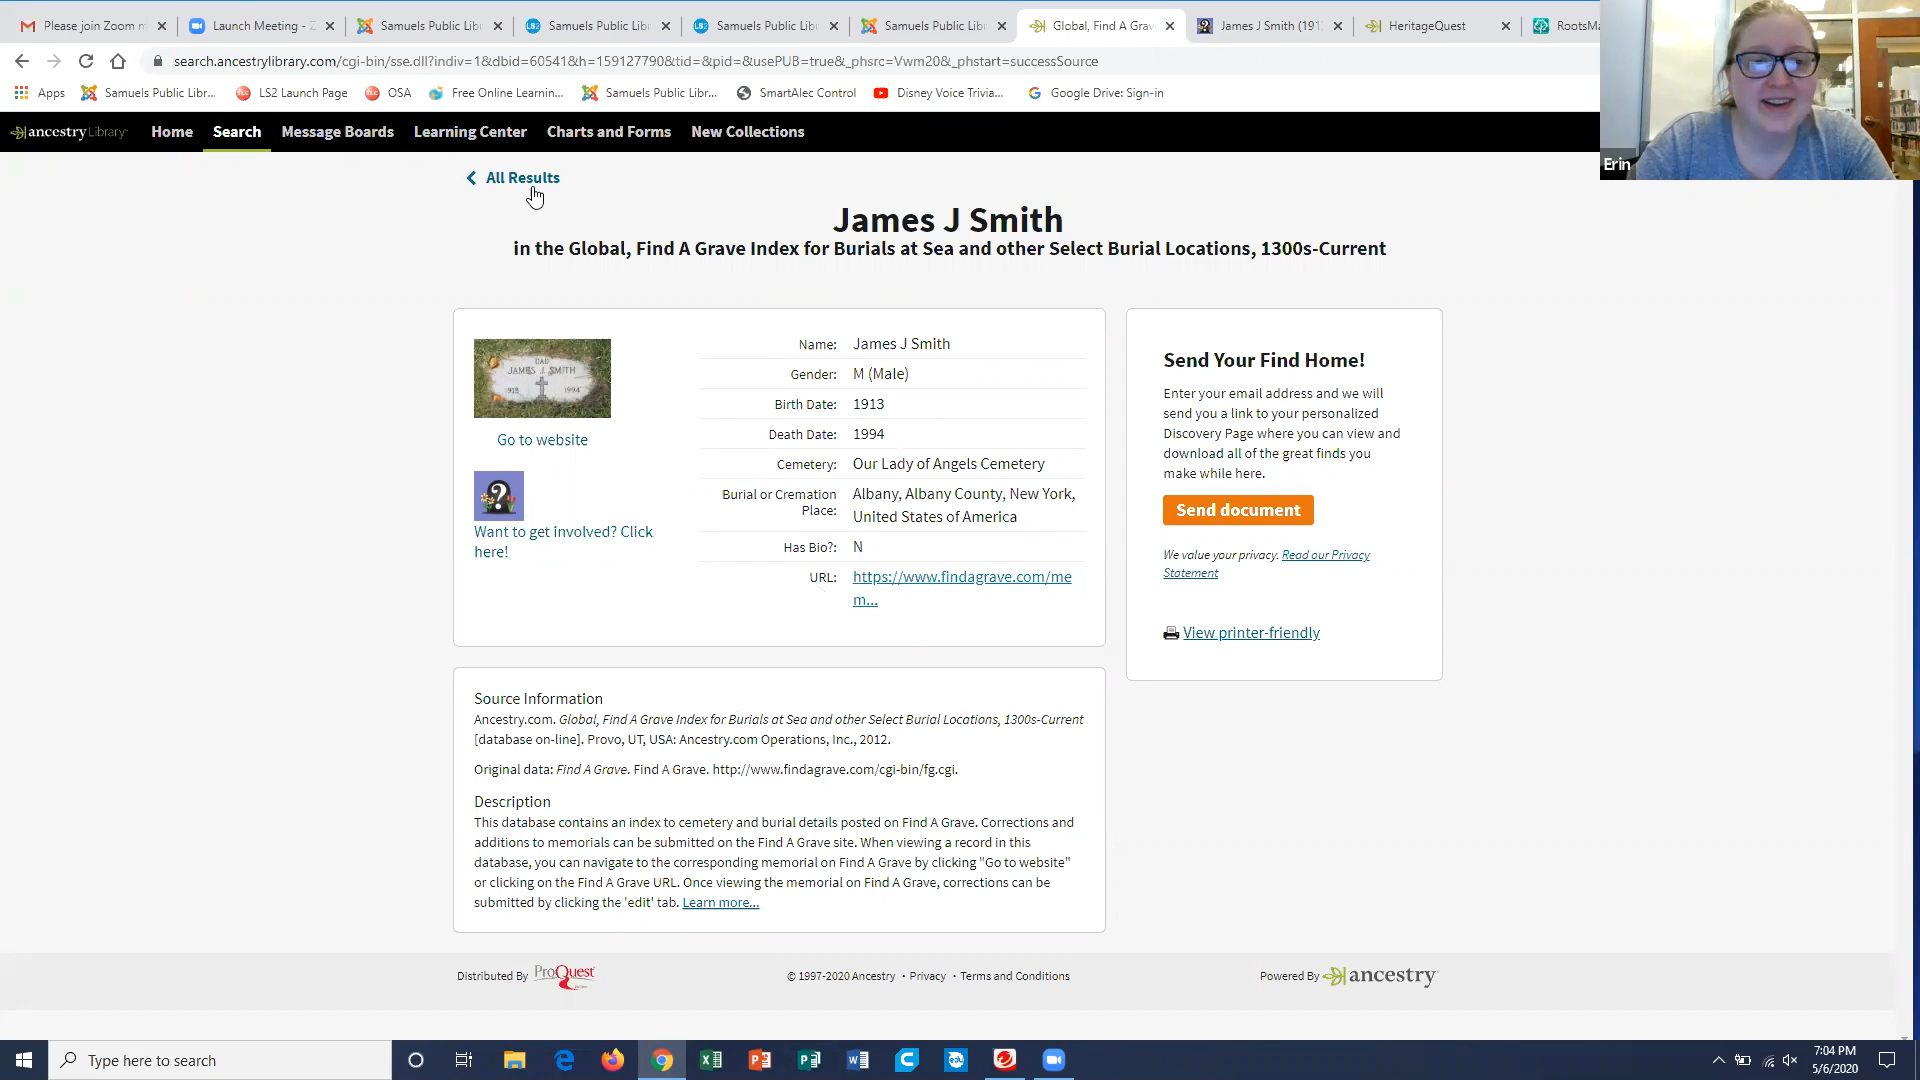 Please join Zoom m
Launch Meeting - Z
Samuels Public Libr
Samuels Public Libr
Samuels Public Libr
Samuels Public Libr
Global, Find A Grave
James J Smith (191
HeritageQuest
RootsMa
search.ancestrylibrary.com/cgi-bin/sse.dll?indiv=1&dbid=60541&h=159127790&tid=&pid=&usePUB=true&_phsrc=Vwm20&_phstart=successSource
Apps
Samuels Public Libr...
LS2 Launch Page
OSA
Free Online Learnin...
Samuels Public Libr...
SmartAlec Control
Disney Voice Trivia...
Google Drive: Sign-in
Erin
ancestryLibrary
Home
Search
Message Boards
Learning Center
Charts and Forms
New Collections
All Results
James J Smith
in the Global, Find A Grave Index for Burials at Sea and other Select Burial Locations, 1300s-Current
DAD
JAMES J. SMITH
1913 1994
Go to website
Want to get involved? Click
here!
Name: James J Smith
Gender: M (Male)
Birth Date: 1913
Death Date: 1994
Cemetery: Our Lady of Angels Cemetery
Burial or Cremation
Place:
Albany, Albany County, New York,
United States of America
Has Bio?: N
URL: https://www.findagrave.com/me
m...
Send Your Find Home!
Enter your email address and we will
send you a link to your personalized
Discovery Page where you can view and
download all of the great finds you
make while here.
Send document
We value your privacy. Read our Privacy
Statement
View printer-friendly
Source Information
Ancestry.com. Global, Find A Grave Index for Burials at Sea and other Select Burial Locations, 1300s-Current
[database on-line]. Provo, UT, USA: Ancestry.com Operations, Inc., 2012.
Original data: Find A Grave. Find A Grave. http://www.findagrave.com/cgi-bin/fg.cgi.
Description
This database contains an index to cemetery and burial details posted on Find A Grave. Corrections and
additions to memorials can be submitted on the Find A Grave site. When viewing a record in this
database, you can navigate to the corresponding memorial on Find A Grave by clicking "Go to website"
or clicking on the Find A Grave URL. Once viewing the memorial on Find A Grave, corrections can be
submitted by clicking the 'edit' tab. Learn more...
Distributed By ProQuest
© 1997-2020 Ancestry • Privacy • Terms and Conditions
Powered By ancestry
Type here to search
7:04 PM
5/6/2020